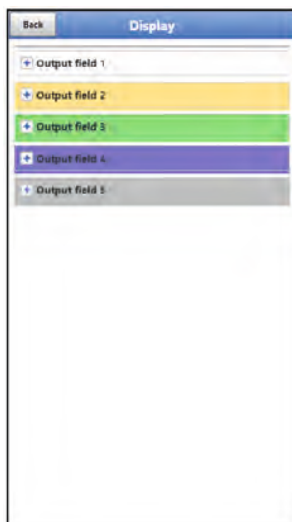 Back
Display
+ Output field 1
+ Output field 2
+ Output field 3
+ Output field 4
+ Output field 5